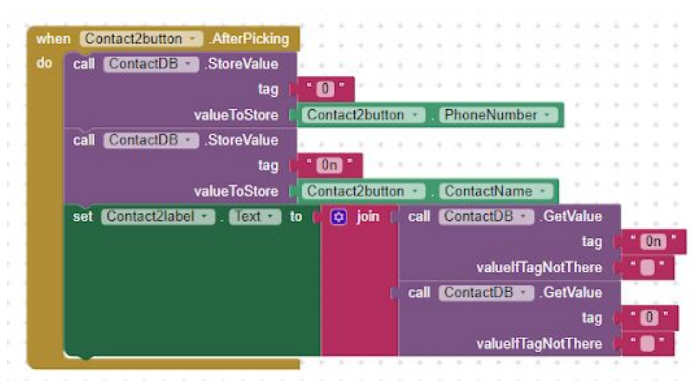 when Contact2button .AfterPicking
do call ContactDB .StoreValue
tag "0"
valueToStore Contact2button . PhoneNumber
call ContactDB .StoreValue
tag "0n"
valueToStore Contact2button . ContactName
set Contact2label . Text to join call ContactDB .GetValue
tag "0n"
valueIfTagNotThere " "
call ContactDB .GetValue
tag "0"
valueIfTagNotThere " "